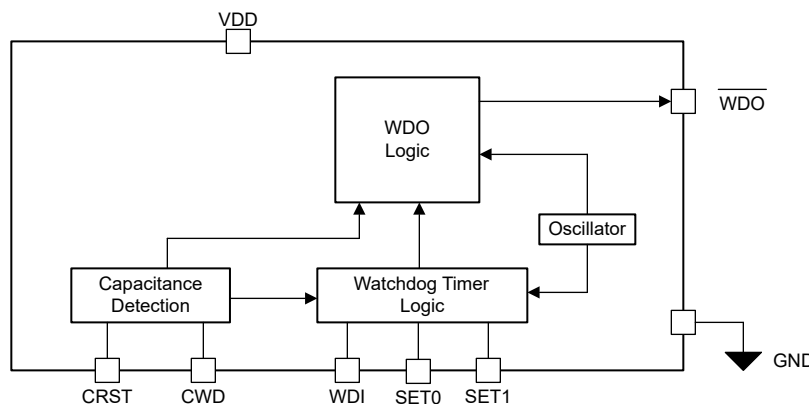 VDD
WDO
WDO
Logic
Oscillator
Capacitance
Detection
Watchdog Timer
Logic
GND
CRST
CWD
WDI
SET0
SET1